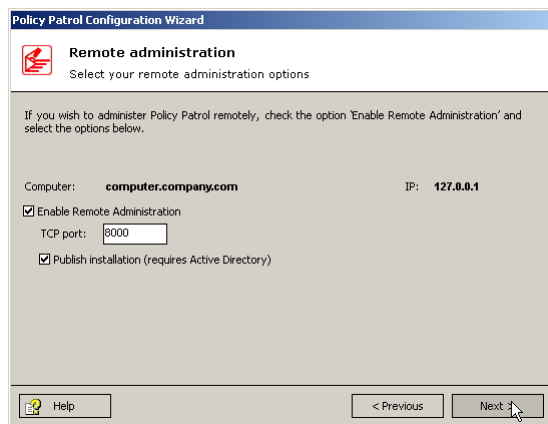 Policy Patrol Configuration Wizard
Remote administration
Select your remote administration options
If you wish to administer Policy Patrol remotely, check the option 'Enable Remote Administration' and
select the options below.
Computer: computer.company.com IP: 127.0.0.1
Enable Remote Administration
TCP port: 8000
Publish installation (requires Active Directory)
Help < Previous Next >